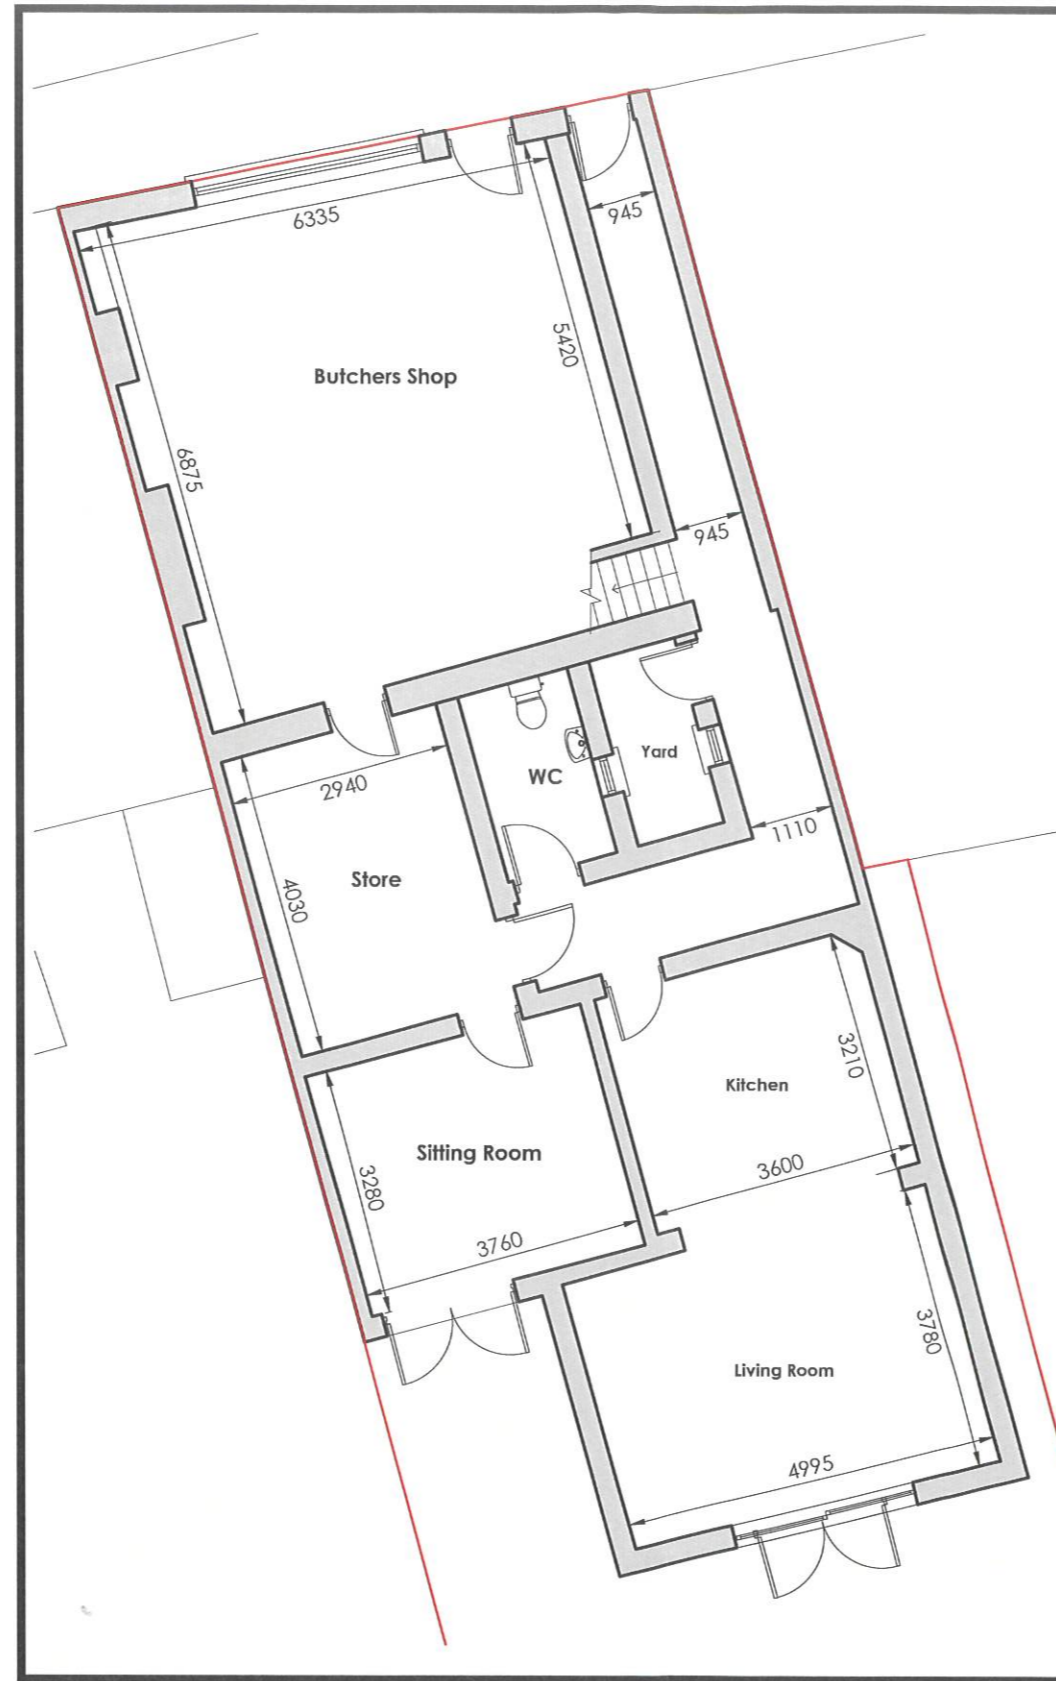 6335
945
5420
Butchers Shop
6875
945
Yard
WC
2940
1110
Store
4030
3210
Kitchen
Sitting Room
3600
3280
3760
3780
Living Room
4995